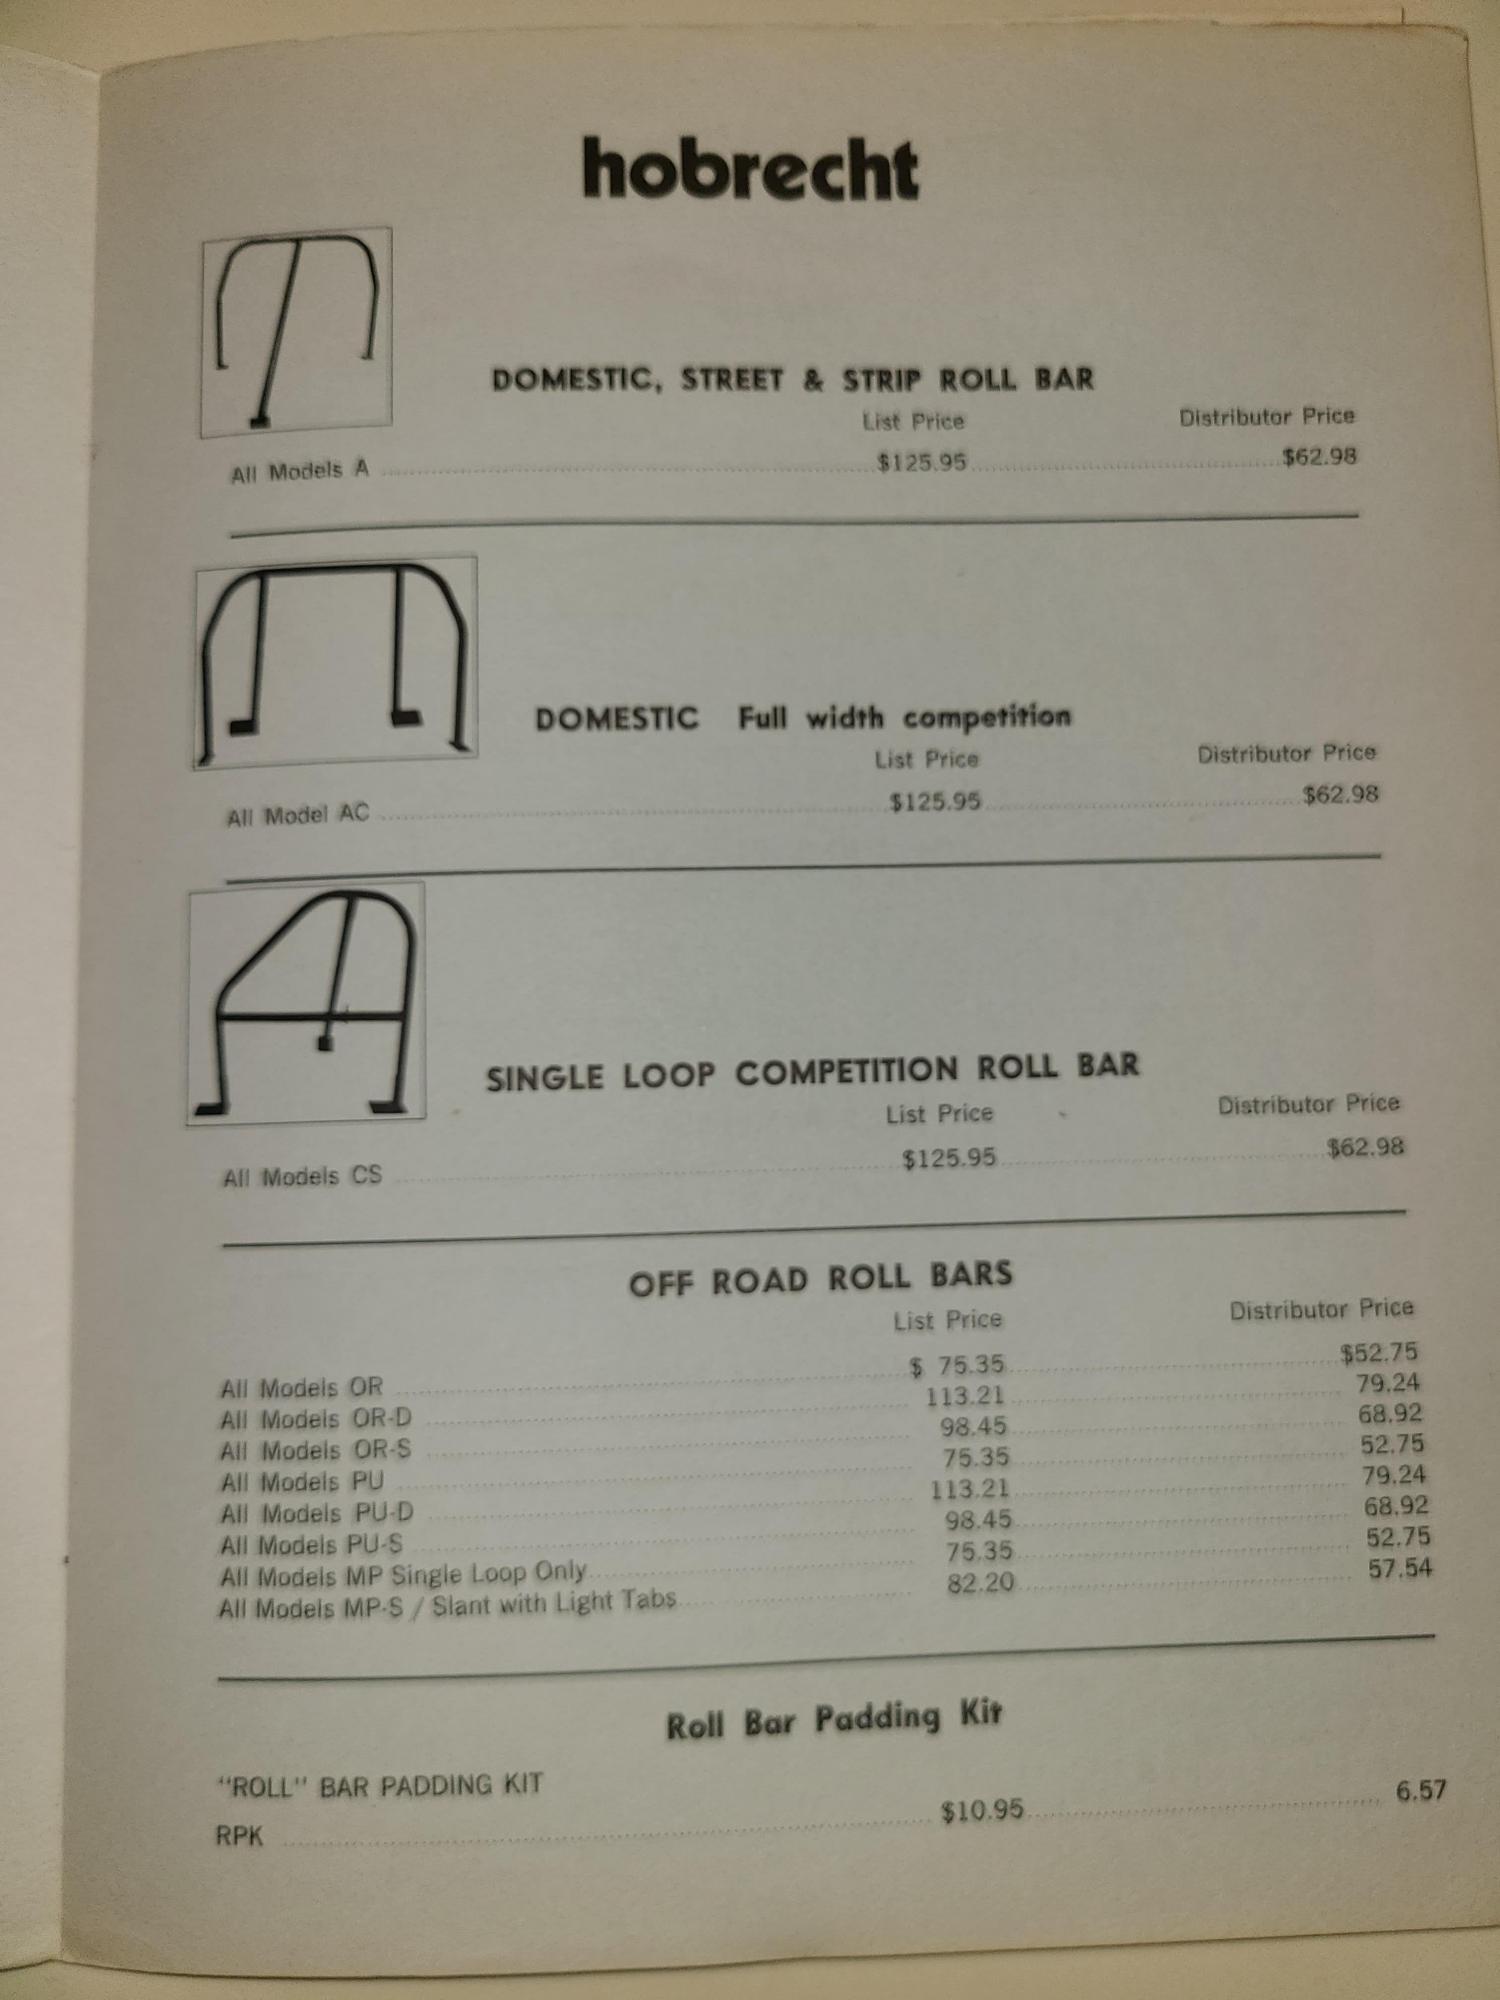 hobrecht
DOMESTIC, STREET & STRIP ROLL BAR
List Price Distributor Price
All Models A $125.95 $62.98
DOMESTIC Full width competition
List Price Distributor Price
All Model AC $125.95 $62.98
SINGLE LOOP COMPETITION ROLL BAR
List Price Distributor Price
All Models CS $125.95 $62.98
OFF ROAD ROLL BARS
List Price Distributor Price
All Models OR $ 75.35 $52.75
All Models OR-D 113.21 79.24
All Models OR-S 98.45 68.92
All Models PU 75.35 52.75
All Models PU-D 113.21 79.24
All Models PU-S 98.45 68.92
All Models MP Single Loop Only 75.35 52.75
All Models MP-S / Slant with Light Tabs 82.20 57.54
Roll Bar Padding Kit
"ROLL" BAR PADDING KIT
RPK $10.95 6.57